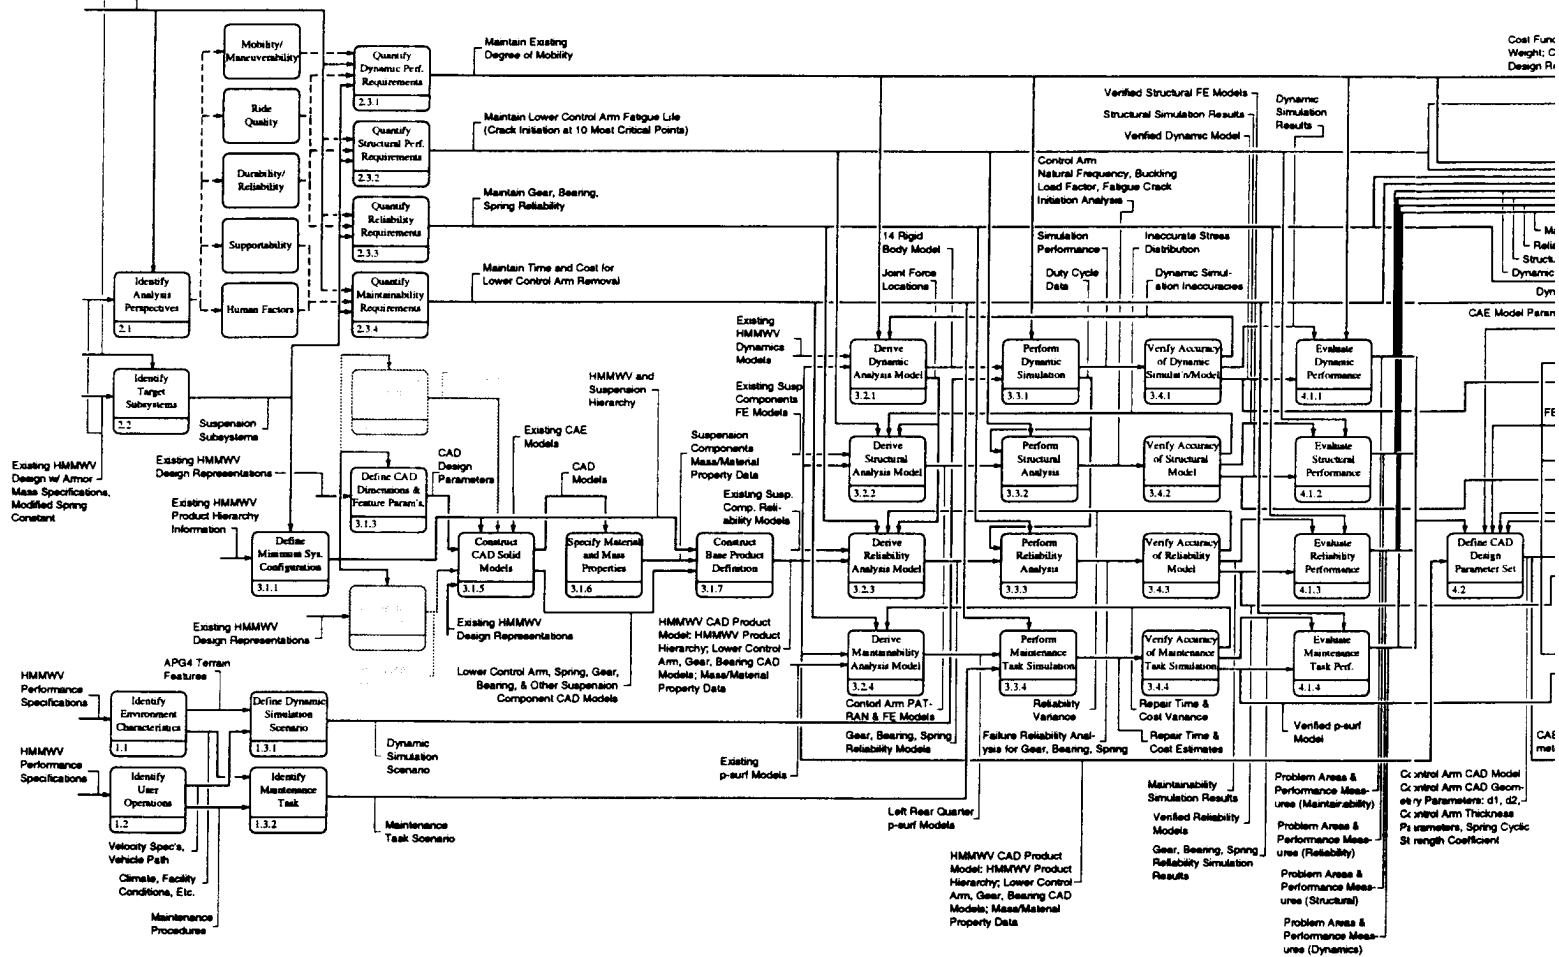 Mobility/
Maneuverability
Ride
Quality
Durability/
Reliability
Supportability
Human Factors
Quantify
Dynamic Perf.
Requirements
2.3.1
Quantify
Structural Perf.
Requirements
2.3.2
Quantify
Reliability
Requirements
2.3.3
Quantify
Maintainability
Requirements
2.3.4
Maintain Existing
Degree of Mobility
Maintain Lower Control Arm Fatigue Life
(Crack Initiation at 10 Most Critical Points)
Maintain Gear, Bearing,
Spring Reliability
Maintain Time and Cost for
Lower Control Arm Removal
Identify
Analysis
Perspectives
2.1
Identify
Target
Subsystems
2.2
Suspension
Subsystems
Existing HMMWV
Design w/ Armor
Mass Specifications,
Modified Spring
Constant
Existing HMMWV
Design Representations
Existing HMMWV
Product Hierarchy
Information
Define
Minimum Sys.
Configuration
3.1.1
Define CAD
Dimensions &
Feature Param's.
3.1.3
CAD
Design
Parameters
Existing CAE
Models
CAD
Models
HMMWV and
Suspension
Hierarchy
Construct
CAD Solid
Models
3.1.5
Specify Material
and Mass
Properties
3.1.6
Construct
Base Product
Definition
3.1.7
Existing HMMWV
Design Representations
Existing HMMWV
Design Representations
Lower Control Arm, Spring, Gear,
Bearing, & Other Suspension
Component CAD Models
HMMWV CAD Product
Model: HMMWV Product
Hierarchy; Lower Control
Arm, Gear, Bearing CAD
Models; Mass/Material
Property Data
Suspension
Components
Mass/Material
Property Data
Existing
HMMWV
Dynamics
Models
Existing Susp
Components
FE Models
Existing Susp.
Comp. Reli-
ability Models
Existing
p-surf Models
14 Rigid
Body Model
Joint Force
Locations
Simulation
Performance
Duty Cycle
Data
Control Arm
Natural Frequency, Buckling
Load Factor, Fatigue Crack
Initiation Analysis
Inaccurate Stress
Distribution
Dynamic Simul-
ation Inaccuracies
Verified Structural FE Models
Structural Simulation Results
Verified Dynamic Model
Dynamic
Simulation
Results
Cost Func
Weight; C
Design Re
Derive
Dynamic
Analysis Model
3.2.1
Perform
Dynamic
Simulation
3.3.1
Verify Accuracy
of Dynamic
Simulat'n/Model
3.4.1
Evaluate
Dynamic
Performance
4.1.1
Derive
Structural
Analysis Model
3.2.2
Perform
Structural
Analysis
3.3.2
Verify Accuracy
of Structural
Model
3.4.2
Evaluate
Structural
Performance
4.1.2
Derive
Reliability
Analysis Model
3.2.3
Perform
Reliability
Analysis
3.3.3
Verify Accuracy
of Reliability
Model
3.4.3
Evaluate
Reliability
Performance
4.1.3
Derive
Maintainability
Analysis Model
3.2.4
Perform
Maintenance
Task Simulation
3.3.4
Verify Accuracy
of Maintenance
Task Simulation
3.4.4
Evaluate
Maintenance
Task Perf.
4.1.4
Define CAD
Design
Parameter Set
4.2
Ma
Relia
Structu
Dynamic
Dyn
CAE Model Param
FE
CAE
met
Contorl Arm PAT-
RAN & FE Models
Gear, Bearing, Spring
Reliability Models
Reliability
Variance
Failure Reliability Anal-
ysis for Gear, Bearing, Spring
Repair Time &
Cost Variance
Repair Time &
Cost Estimates
Verified p-surf
Model
Left Rear Quarter
p-surf Models
HMMWV CAD Product
Model: HMMWV Product
Hierarchy; Lower Control
Arm, Gear, Bearing CAD
Models; Mass/Material
Property Data
Maintainability
Simulation Results
Verified Reliability
Models
Gear, Bearing, Spring
Reliability Simulation
Results
Problem Areas &
Performance Meas-
ures (Maintainability)
Problem Areas &
Performance Meas-
ures (Reliability)
Problem Areas &
Performance Meas-
ures (Structural)
Problem Areas &
Performance Meas-
ures (Dynamics)
Control Arm CAD Model
Control Arm CAD Geom-
etry Parameters: d1, d2,
Control Arm Thickness
Parameters, Spring Cyclic
Strength Coefficient
APG4 Terrain
Features
HMMWV
Performance
Specifications
HMMWV
Performance
Specifications
Identify
Environment
Characteristics
1.1
Define Dynamic
Simulation
Scenario
1.3.1
Identify
User
Operations
1.2
Identify
Maintenance
Task
1.3.2
Dynamic
Simulation
Scenario
Maintenance
Task Scenario
Velocity Spec's,
Vehicle Path
Climate, Facility
Conditions, Etc.
Maintenance
Procedures